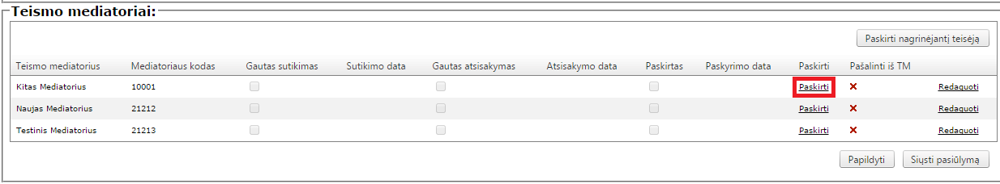 Teismo mediatoriai:
Paskirti nagrinėjantį teisėją
Teismo mediatorius Mediatoriaus kodas Gautas sutikimas Sutikimo data Gautas atsisakymas Atsisakymo data Paskirtas Paskyrimo data Paskirti Pašalinti iš TM
Kitas Mediatorius 10001 Paskirti Redaguoti
Naujas Mediatorius 21212 Paskirti Redaguoti
Testinis Mediatorius 21213 Paskirti Redaguoti
Papildyti Siųsti pasiūlymą